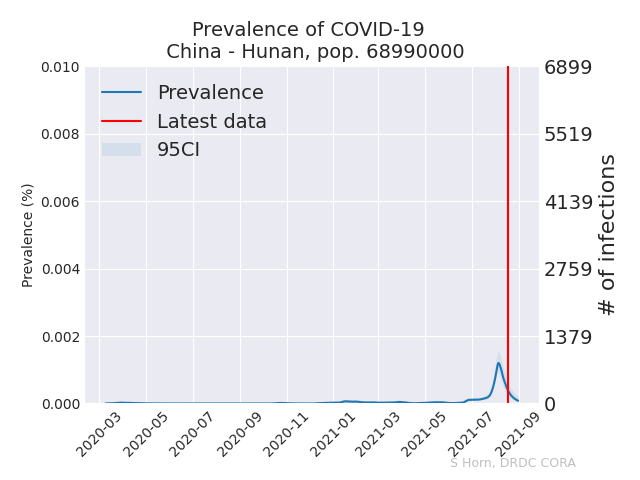 Prevalence of COVID-19
China - Hunan, pop. 68990000
Prevalence
Latest data
95CI
0.010
0.008
0.006
0.004
0.002
0.000
Prevalence (%)
6899
5519
4139
2759
1379
0
# of infections
2020-03
2020-05
2020-07
2020-09
2020-11
2021-01
2021-03
2021-05
2021-07
2021-09
S Horn, DRDC CORA